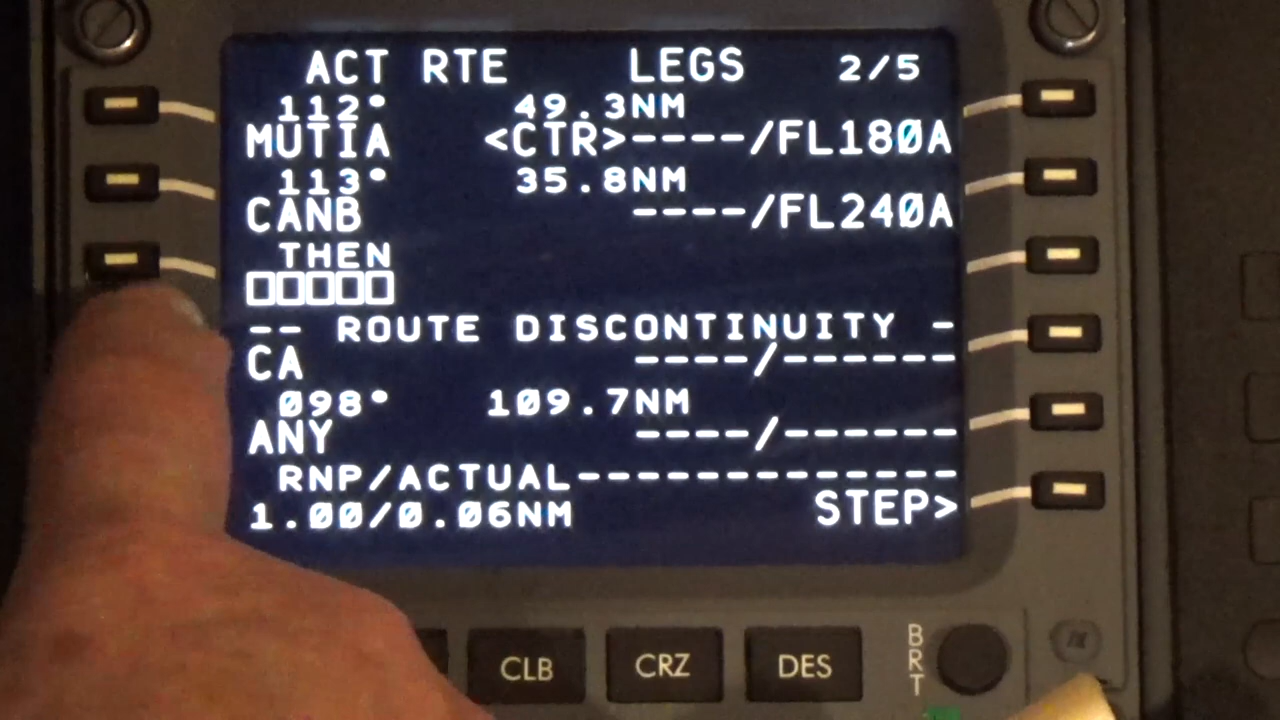 ACT RTE LEGS 2/5
112° 49.3NM
MUTIA <CTR>----/FL180A
113° 35.8NM
CANB ----/FL240A
THEN
□□□□□
-- ROUTE DISCONTINUITY -
CA ----/------
098° 109.7NM
ANY ----/------
RNP/ACTUAL-------------
1.00/0.06NM STEP>
CLB CRZ DES BRT